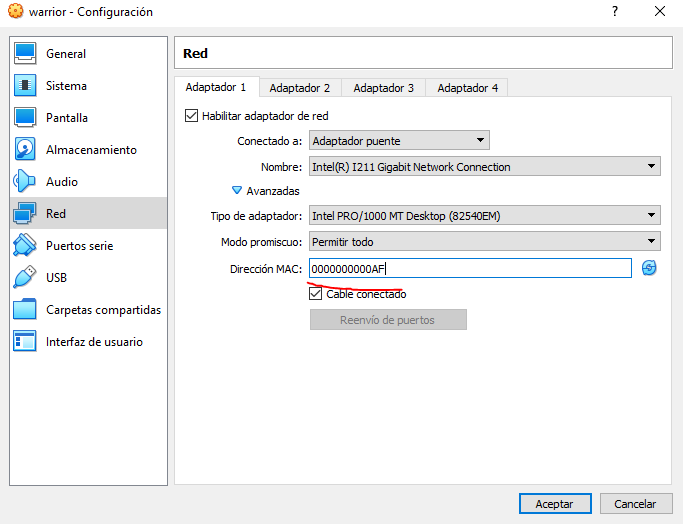 warrior - Configuración
General
Sistema
Pantalla
Almacenamiento
Audio
Red
Puertos serie
USB
Carpetas compartidas
Interfaz de usuario
Red
Adaptador 1 Adaptador 2 Adaptador 3 Adaptador 4
Habilitar adaptador de red
Conectado a: Adaptador puente
Nombre: Intel(R) I211 Gigabit Network Connection
Avanzadas
Tipo de adaptador: Intel PRO/1000 MT Desktop (82540EM)
Modo promiscuo: Permitir todo
Dirección MAC: 0000000000AF
Cable conectado
Reenvío de puertos
Aceptar Cancelar